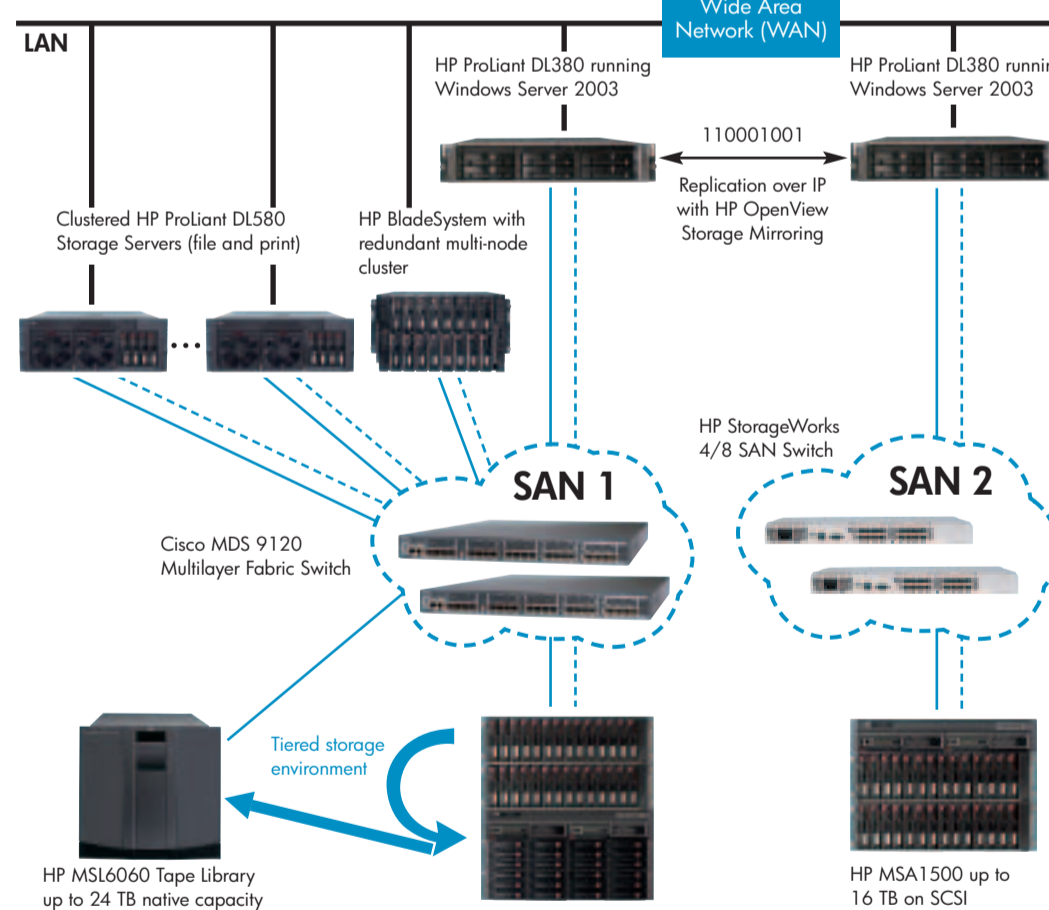 Wide Area
Network (WAN)
LAN
HP ProLiant DL380 running
Windows Server 2003
HP ProLiant DL380
Windows Server 2003
110001001
Replication over IP
with HP OpenView
Storage Mirroring
Clustered HP ProLiant DL580
Storage Servers (file and print)
HP BladeSystem with
redundant multi-node
cluster
...
HP StorageWorks
4/8 SAN Switch
SAN 1
SAN 2
Cisco MDS 9120
Multilayer Fabric Switch
Tiered storage
environment
HP MSL6060 Tape Library
up to 24 TB native capacity
HP MSA1500 up to
16 TB on SCSI